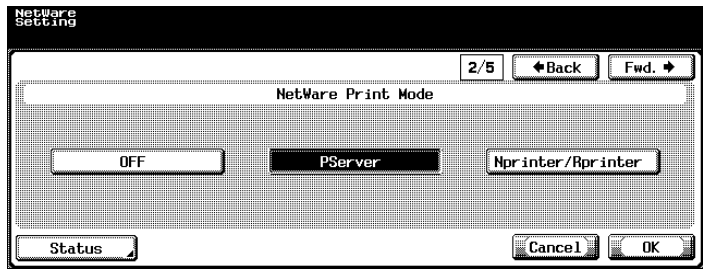 NetWare
Setting
2/5 Back Fwd.
NetWare Print Mode
OFF PServer Nprinter/Rprinter
Status Cancel OK